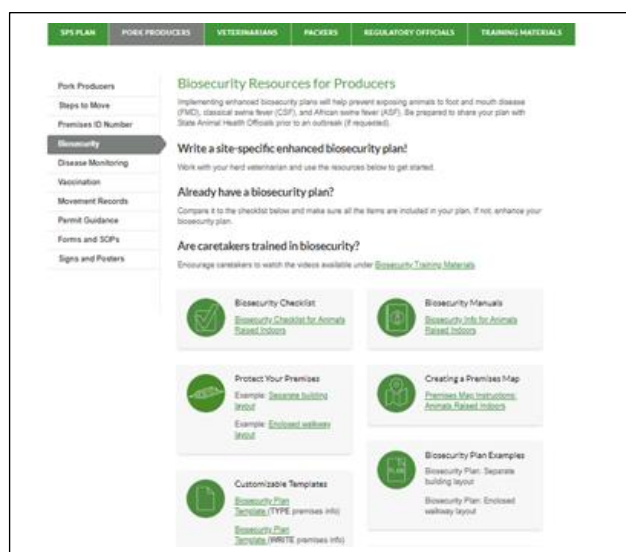 SPS PLAN
PORK PRODUCERS
VETERINARIANS
PACKERS
REGULATORY OFFICIALS
TRAINING MATERIALS
Pork Producers
Steps to Move
Premises ID Number
Biosecurity
Disease Monitoring
Vaccination
Movement Records
Permit Guidance
Forms and SOPs
Signs and Posters
Biosecurity Resources for Producers
Implementing enhanced biosecurity plans will help prevent exposing animals to foot and mouth disease
(FMD), classical swine fever (CSF), and African swine fever (ASF). Be prepared to share your plan with
State Animal Health Officials prior to an outbreak (if requested).
Write a site-specific enhanced biosecurity plan!
Work with your herd veterinarian and use the resources below to get started.
Already have a biosecurity plan?
Compare it to the checklist below and make sure all the items are included in your plan. If not, enhance your
biosecurity plan.
Are caretakers trained in biosecurity?
Encourage caretakers to watch the videos available under Biosecurity Training Materials
Biosecurity Checklist
Biosecurity Checklist for Animals
Raised Indoors
Biosecurity Manuals
Biosecurity Info for Animals
Raised Indoors
Protect Your Premises
Example: Separate building
layout
Example: Enclosed walkway
layout
Creating a Premises Map
Premises Map Instructions:
Animals Raised Indoors
Customizable Templates
Biosecurity Plan
Template (TYPE premises info)
Biosecurity Plan
Template (WRITE premises info)
PLAN
Biosecurity Plan Examples
Biosecurity Plan: Separate
building layout
Biosecurity Plan: Enclosed
walkway layout